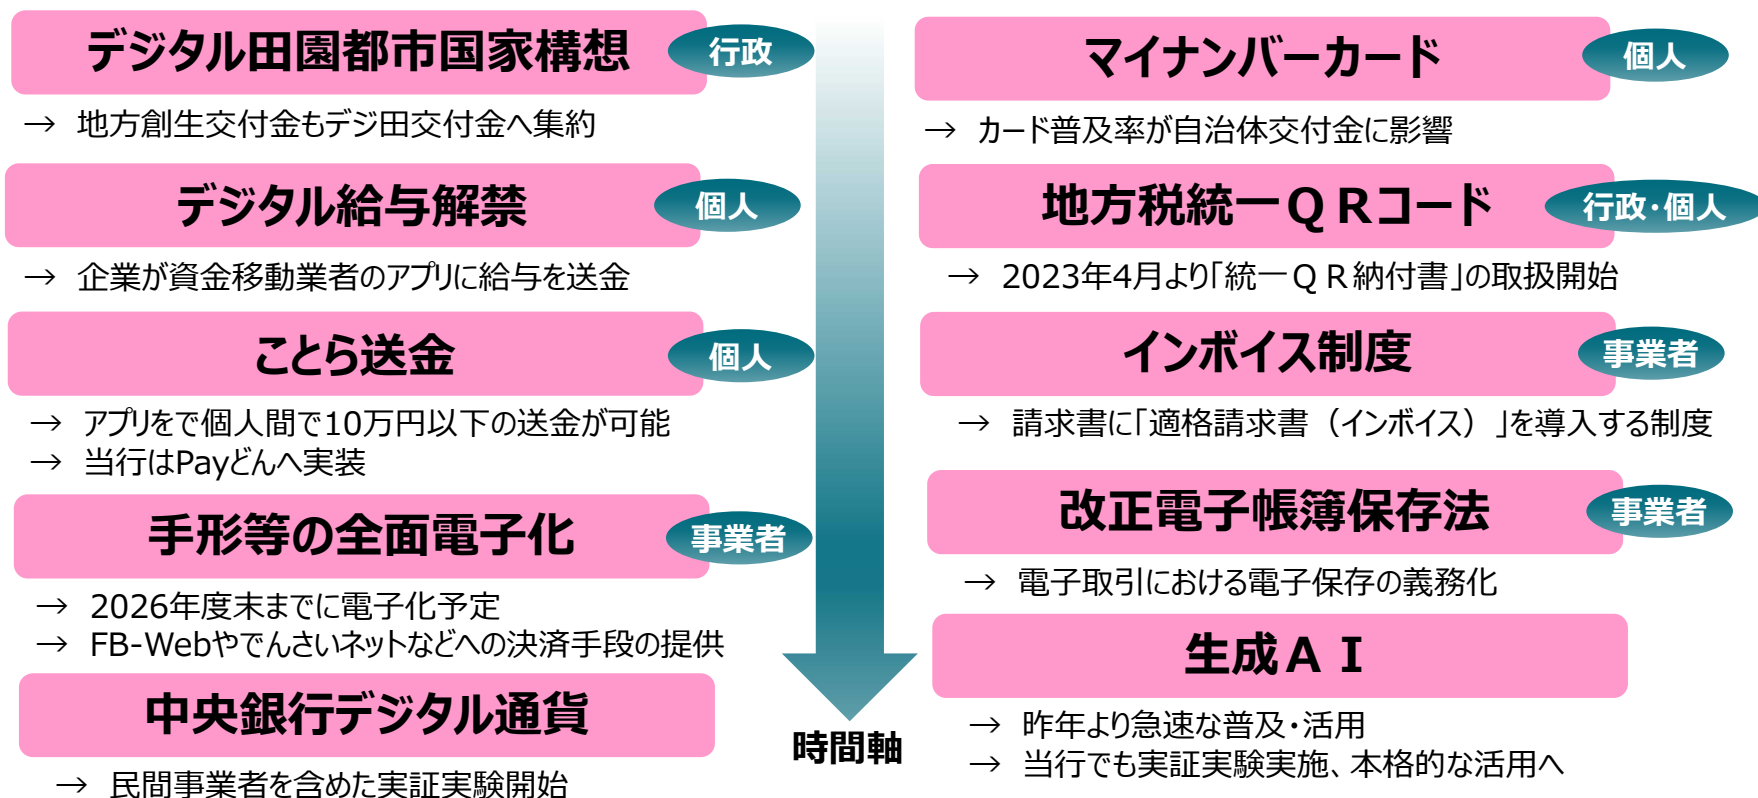 デジタル田園都市国家構想
行政
→ 地方創生交付金もデジ田交付金へ集約
デジタル給与解禁
個人
→ 企業が資金移動業者のアプリに給与を送金
ことら送金
個人
→ アプリをで個人間で10万円以下の送金が可能
→ 当行はPayどんへ実装
手形等の全面電子化
事業者
→ 2026年度末までに電子化予定
→ FB-Webやでんさいネットなどへの決済手段の提供
中央銀行デジタル通貨
→ 民間事業者を含めた実証実験開始
時間軸
マイナンバーカード
個人
→ カード普及率が自治体交付金に影響
地方税統一ＱＲコード
行政・個人
→ 2023年4月より「統一ＱＲ納付書」の取扱開始
インボイス制度
事業者
→ 請求書に「適格請求書（インボイス）」を導入する制度
改正電子帳簿保存法
事業者
→ 電子取引における電子保存の義務化
生成ＡＩ
→ 昨年より急速な普及・活用
→ 当行でも実証実験実施、本格的な活用へ